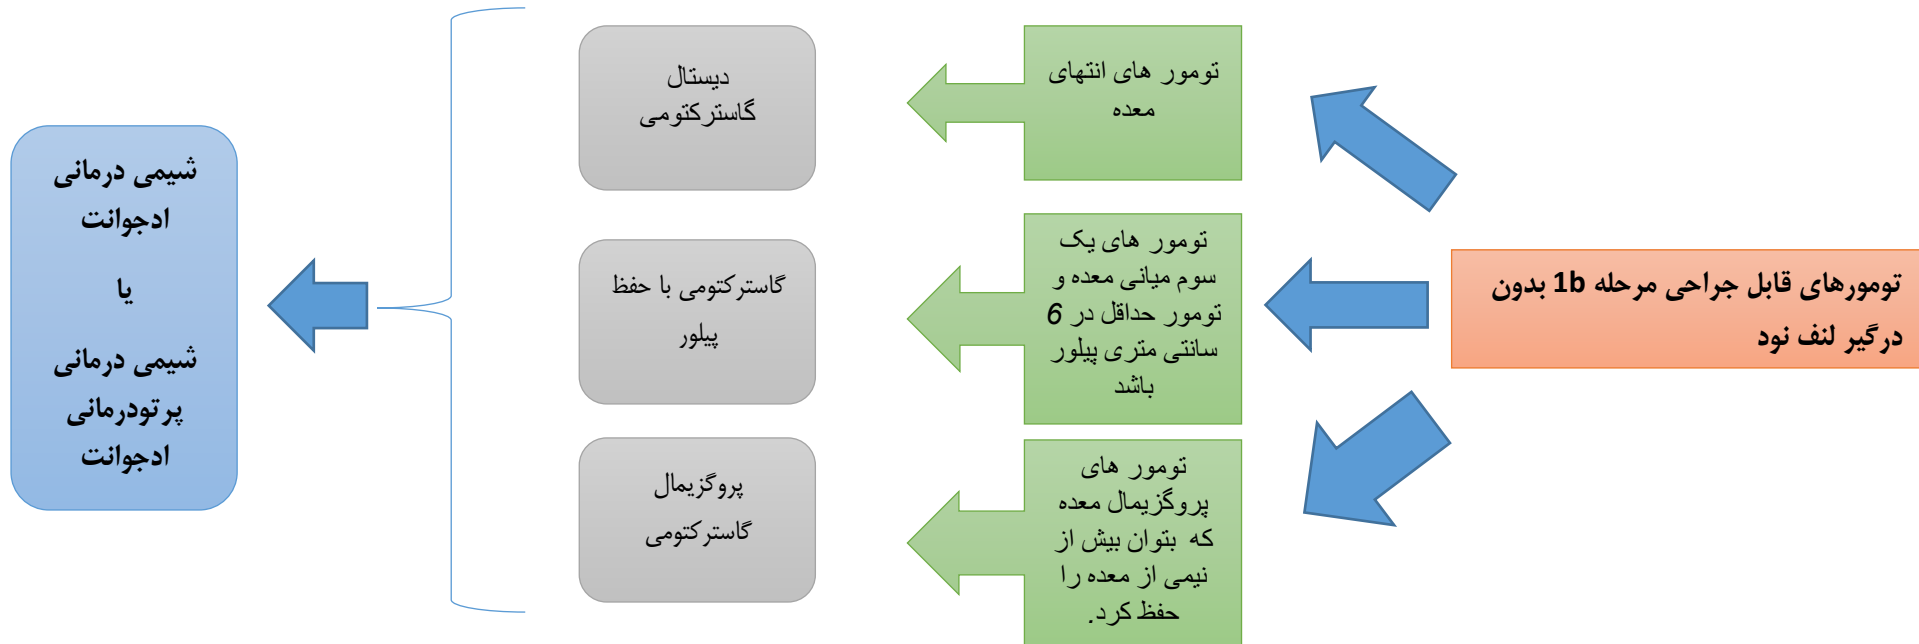 تومورهای قابل جراحی مرحله 1b بدون
درگیر لنف نود
تومور های انتهای
معده
دیستال
گاسترکتومی
تومور های یک
سوم میانی معده و
تومور حداقل در 6
سانتی متری پیلور
باشد
گاسترکتومی با حفظ
پیلور
تومور های
پروگزیمال معده
که بتوان بیش از
نیمی از معده را
حفظ کرد.
پروگزیمال
گاسترکتومی
شیمی درمانی
ادجوانت
یا
شیمی درمانی
پرتودرمانی
ادجوانت